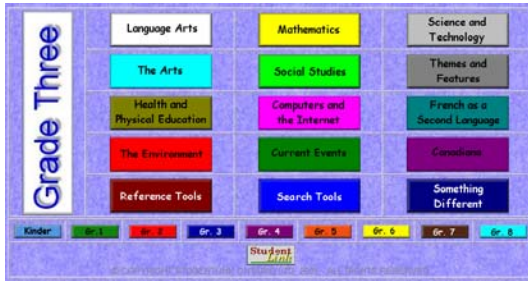 Grade Three
Language Arts
Mathematics
Science and
Technology
The Arts
Social Studies
Themes and
Features
Health and
Physical Education
Computers and
the Internet
French as a
Second Language
The Environment
Current Events
Canadiana
Reference Tools
Search Tools
Something
Different
Kinder
Gr.1
Gr. 2
Gr. 3
Gr. 4
Gr. 5
Gr. 6
Gr. 7
Gr. 8
Student
Link